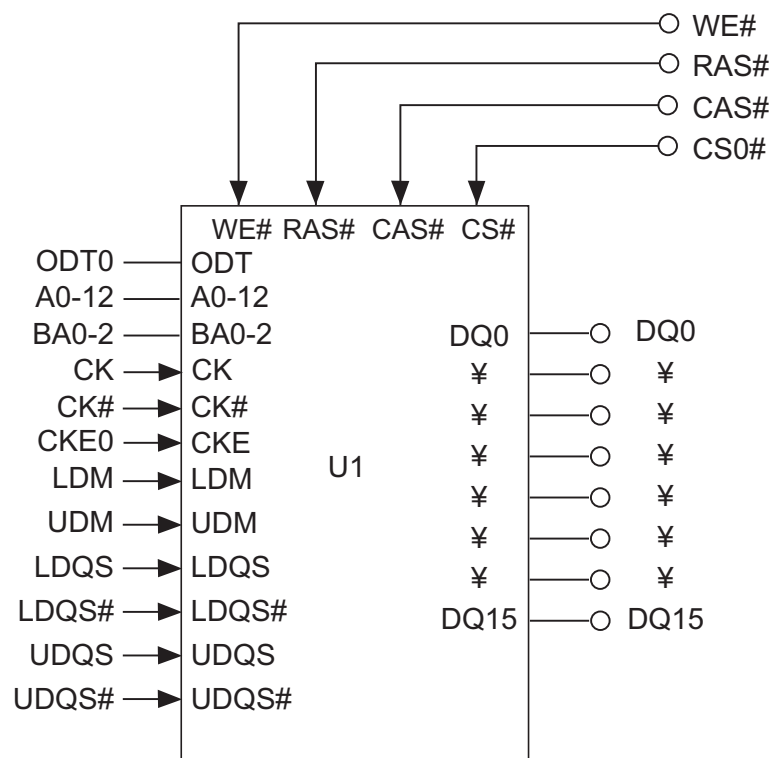 WE#
RAS#
CAS#
CS0#
WE# RAS# CAS# CS#
ODT0 ODT
A0-12 A0-12
BA0-2 BA0-2 DQ0 DQ0
CK CK ¥ ¥
CK# CK# ¥ ¥
CKE0 CKE ¥ ¥
U1
LDM LDM ¥ ¥
UDM UDM ¥ ¥
LDQS LDQS ¥ ¥
LDQS# LDQS# DQ15 DQ15
UDQS UDQS
UDQS# UDQS#